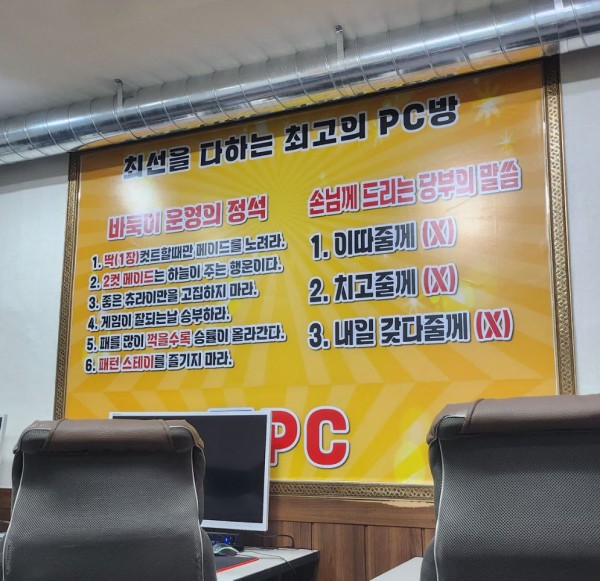 최선을 다하는 최고의 PC방
바둑이 운영의 정석
1. 딱(1장)컷트할때만 메이드를 노려라.
2. 2컷 메이드는 하늘이 주는 행운이다.
3. 좋은 츄라이만을 고집하지 마라.
4. 게임이 잘되는날 승부하라.
5. 패를 많이 꺽을수록 승률이 올라간다.
6. 패턴 스테이를 즐기지 마라.
손님께 드리는 당부의 말씀
1. 이따줄께 (X)
2. 치고줄께 (X)
3. 내일 갖다줄께 (X)
PC